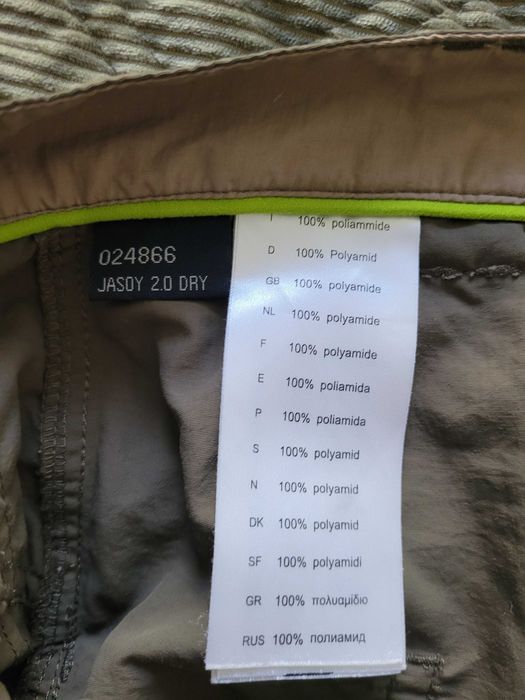 024866
JASOY 2.0 DRY
I 100% poliammide
D 100% Polyamid
GB 100% polyamide
NL 100% polyamide
F 100% polyamide
E 100% poliamida
P 100% poliamida
S 100% polyamid
N 100% polyamid
DK 100% polyamid
SF 100% polyamidi
GR 100% πολυαμίδιο
RUS 100% полиамид